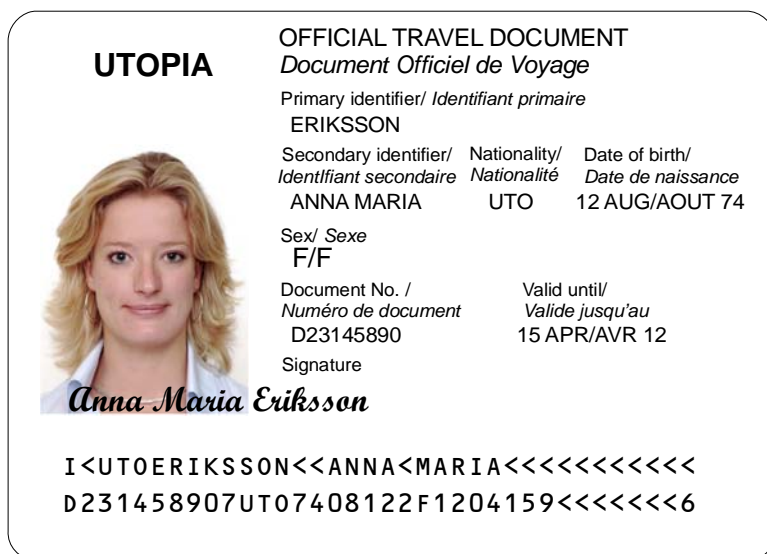 UTOPIA
OFFICIAL TRAVEL DOCUMENT
Document Officiel de Voyage
Primary identifier/ Identifiant primaire
ERIKSSON
Secondary identifier/ Nationality/ Date of birth/
IdentIfiant secondaire Nationalité Date de naissance
ANNA MARIA UTO 12 AUG/AOUT 74
Sex/ Sexe
F/F
Document No. / Valid until/
Numéro de document Valide jusqu'au
D23145890 15 APR/AVR 12
Signature
Anna Maria Eriksson
I<UTOERIKSSON<<ANNA<MARIA<<<<<<<<<<<
D231458907UTO7408122F1204159<<<<<<<6